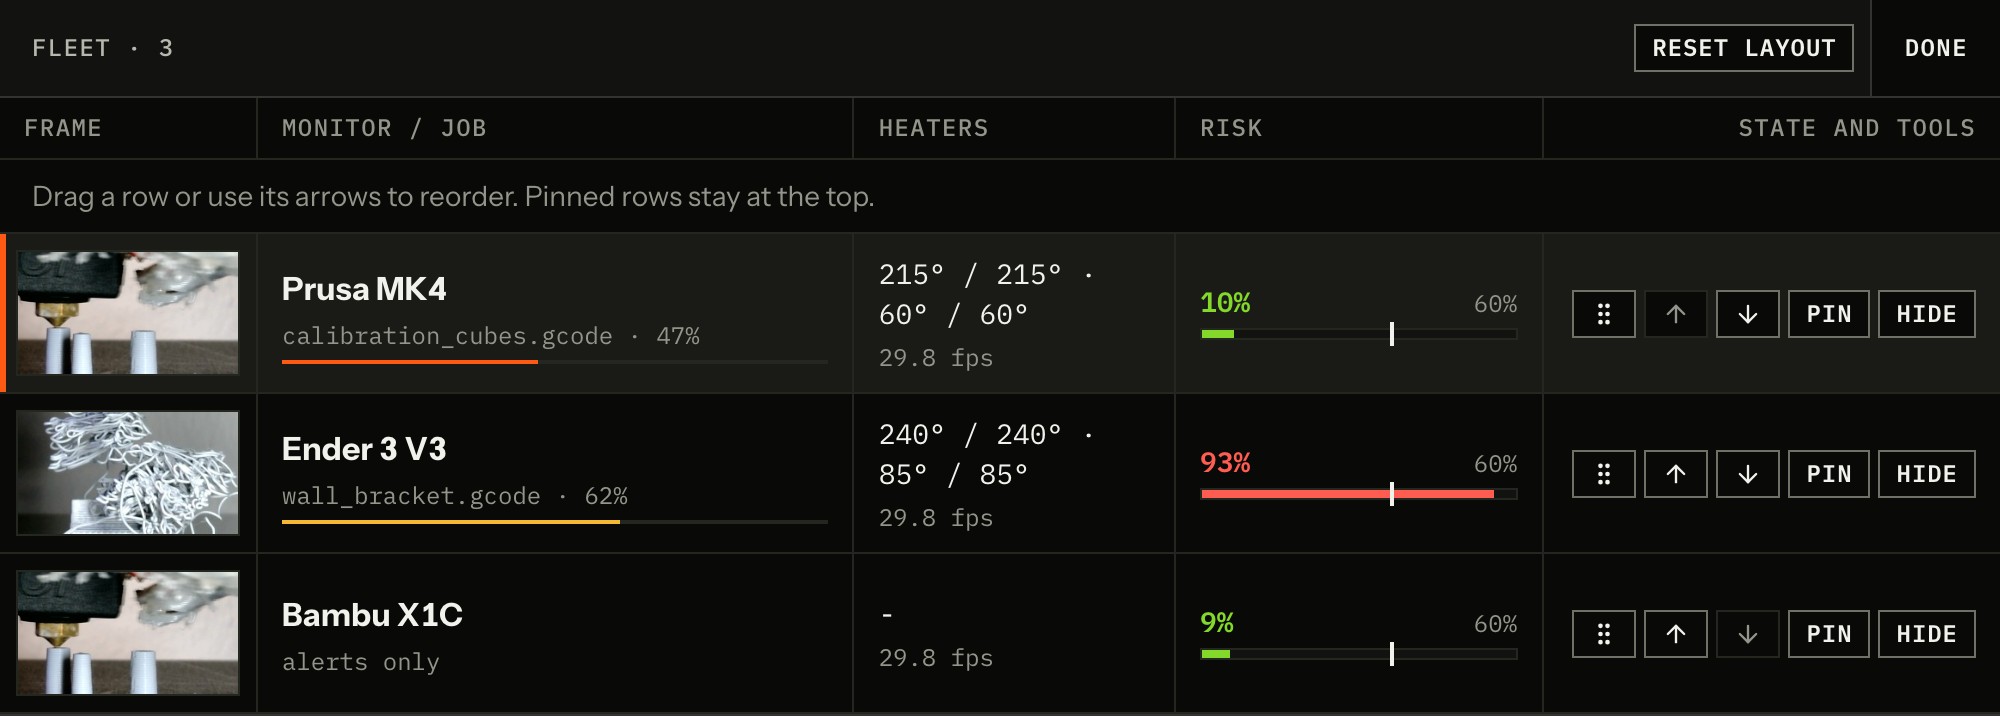 FLEET · 3
RESET LAYOUT
DONE
FRAME
MONITOR / JOB
HEATERS
RISK
STATE AND TOOLS
Drag a row or use its arrows to reorder. Pinned rows stay at the top.
Prusa MK4
calibration_cubes.gcode · 47%
215° / 215° ·
60° / 60°
29.8 fps
10%
60%
↑
↓
PIN
HIDE
Ender 3 V3
wall_bracket.gcode · 62%
240° / 240° ·
85° / 85°
29.8 fps
93%
60%
↑
↓
PIN
HIDE
Bambu X1C
alerts only
-
29.8 fps
9%
60%
↑
↓
PIN
HIDE